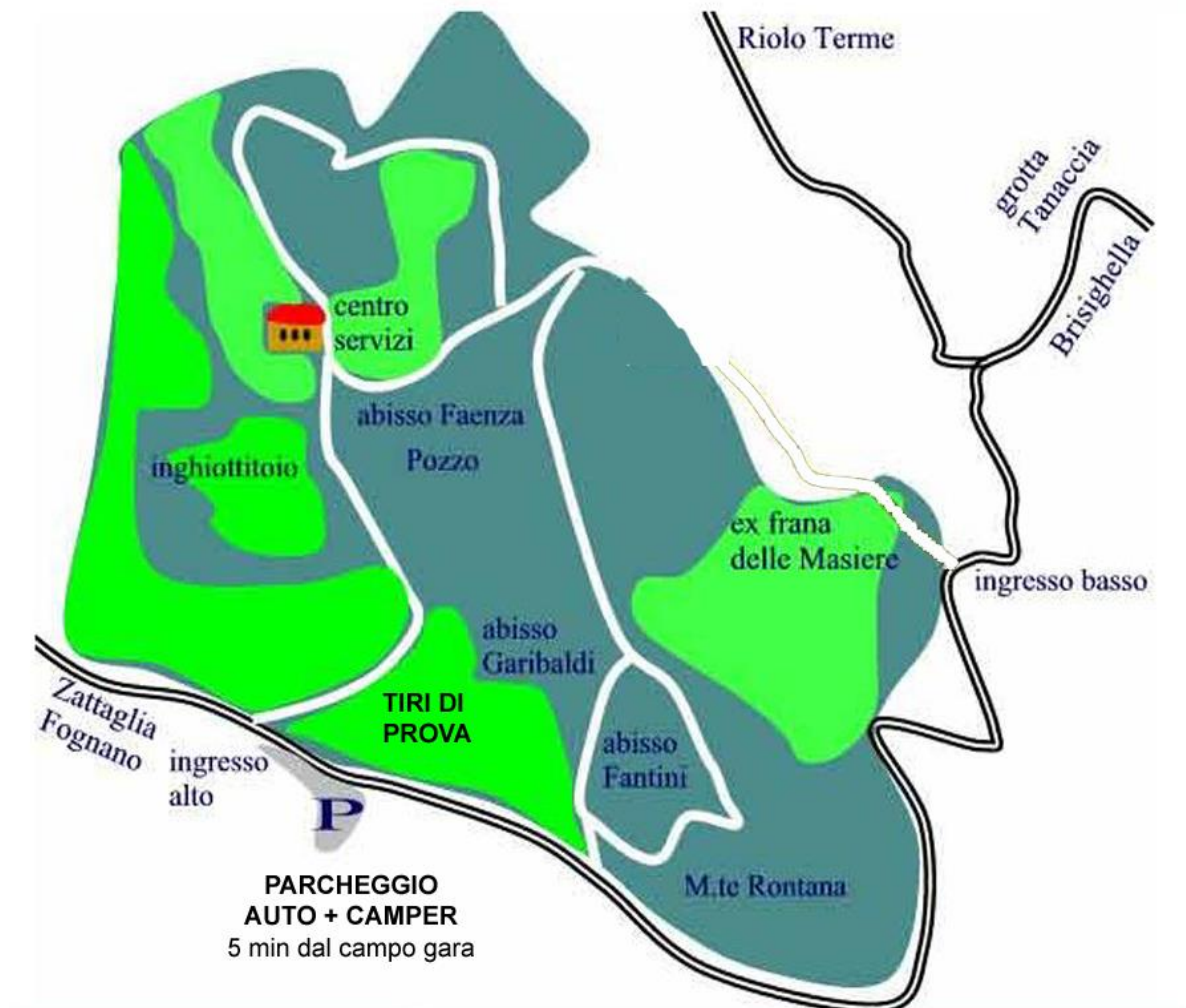 Riolo Terme
grotta
Tanaccia
Brisighella
centro
servizi
abisso Faenza
Pozzo
inghiottitoio
ex frana
delle Masiere
ingresso basso
abisso
Garibaldi
TIRI DI
PROVA
Zattaglia
Fognano
ingresso
alto
abisso
Fantini
P
M.te Rontana
PARCHEGGIO
AUTO + CAMPER
5 min dal campo gara